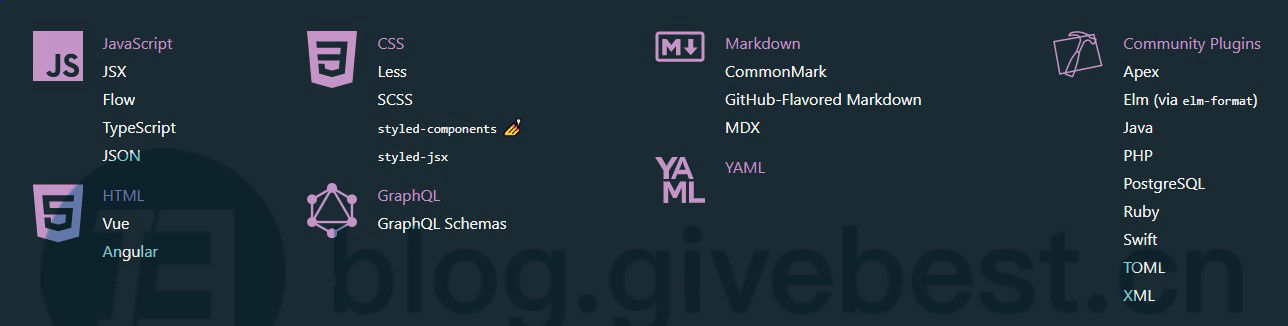 JS
JavaScript
JSX
Flow
TypeScript
JSON
HTML
Vue
Angular
CSS
Less
SCSS
styled-components 💅
styled-jsx
GraphQL
GraphQL Schemas
M
Markdown
CommonMark
GitHub-Flavored Markdown
MDX
YA
ML
YAML
Community Plugins
Apex
Elm (via elm-format)
Java
PHP
PostgreSQL
Ruby
Swift
TOML
XML
blog.givebest.cn